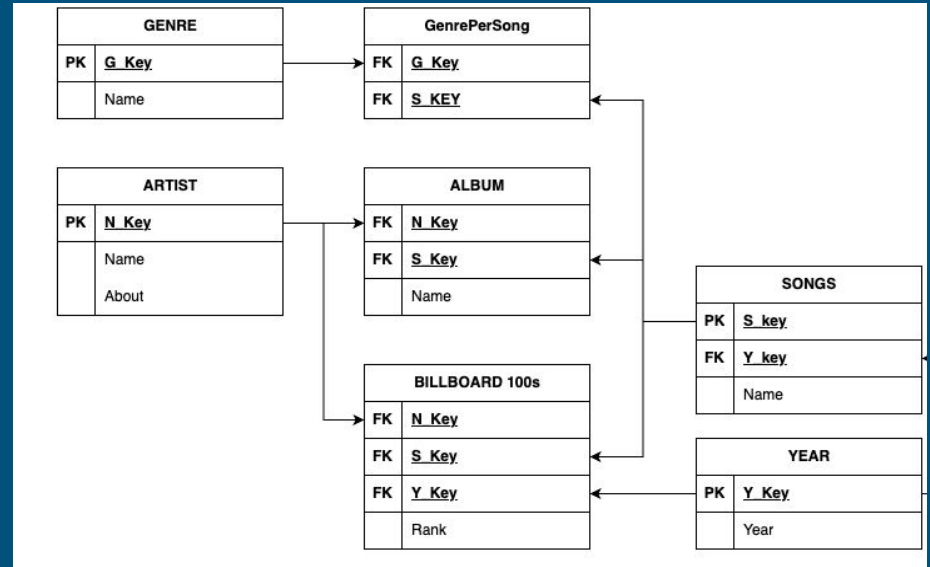 GENRE
PK G_Key
Name
GenrePerSong
FK G_Key
FK S_KEY
ARTIST
PK N_Key
Name
About
ALBUM
FK N_Key
FK S_Key
Name
BILLBOARD 100s
FK N_Key
FK S_Key
FK Y_Key
Rank
SONGS
PK S_key
FK Y_key
Name
YEAR
PK Y_Key
Year